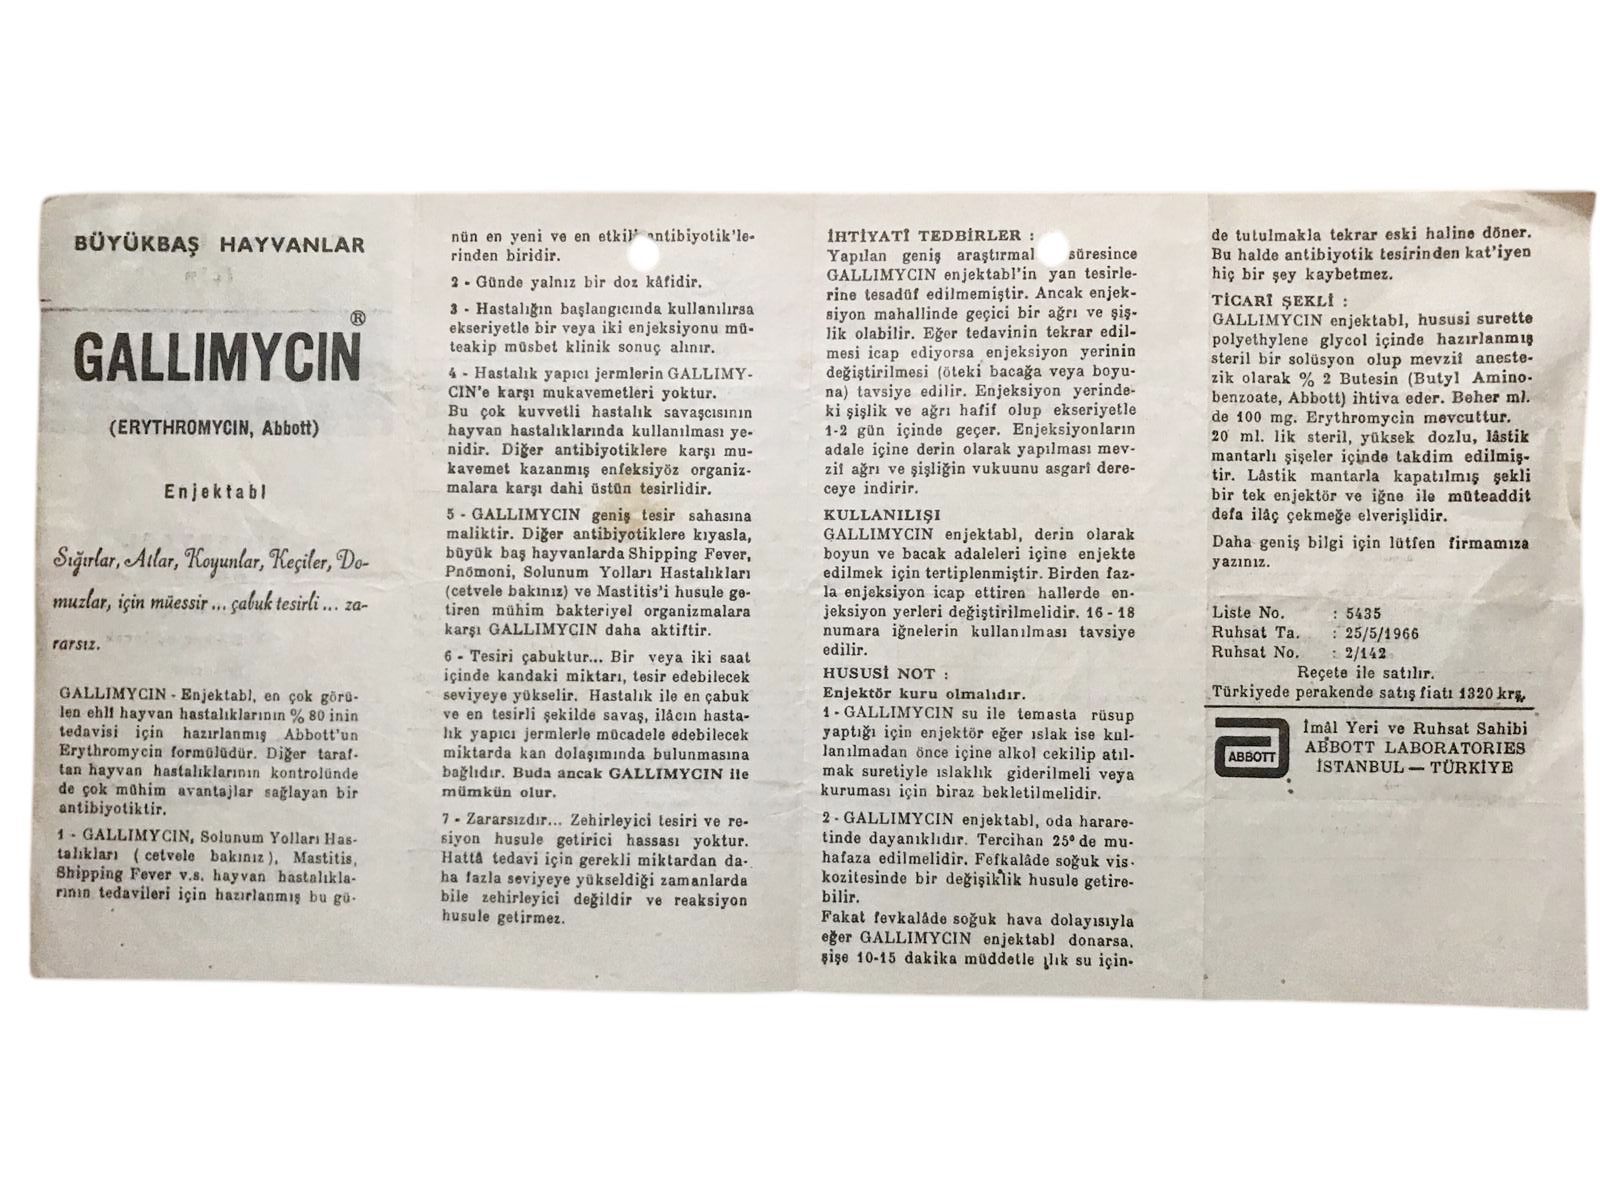 BÜYÜKBAŞ HAYVANLAR
GALLIMYCIN®
(ERYTHROMYCIN, Abbott)
Enjektabl
Sığırlar, Atlar, Koyunlar, Keçiler, Do-
muzlar, için müessir... çabuk tesirli... za-
rarsız.
GALLIMYCIN - Enjektabl, en çok görü-
len ehlî hayvan hastalıklarının % 80 inin
tedavisi için hazırlanmış Abbott'un
Erythromycin formülüdür. Diğer taraf-
tan hayvan hastalıklarının kontrolünde
de çok mühim avantajlar sağlayan bir
antibiyotiktir.
1 - GALLIMYCIN, Solunum Yolları Has-
talıkları ( cetvele bakınız ), Mastitis,
Shipping Fever v.s. hayvan hastalıkla-
rının tedavileri için hazırlanmış bu gü-
nün en yeni ve en etkili antibiyotik'le-
rinden biridir.
2 - Günde yalnız bir doz kâfidir.
3 - Hastalığın başlangıcında kullanılırsa
ekseriyetle bir veya iki enjeksiyonu mü-
teakip müsbet klinik sonuç alınır.
4 - Hastalık yapıcı jermlerin GALLIMY-
CIN'e karşı mukavemetleri yoktur.
Bu çok kuvvetli hastalık savaşcısının
hayvan hastalıklarında kullanılması ye-
nidir. Diğer antibiyotiklere karşı mu-
kavemet kazanmış enfeksiyöz organiz-
malara karşı dahi üstün tesirlidir.
5 - GALLIMYCIN geniş tesir sahasına
maliktir. Diğer antibiyotiklere kıyasla,
büyük baş hayvanlarda Shipping Fever,
Pnömoni, Solunum Yolları Hastalıkları
(cetvele bakınız) ve Mastitis'i husule ge-
tiren mühim bakteriyel organizmalara
karşı GALLIMYCIN daha aktiftir.
6 - Tesiri çabuktur... Bir veya iki saat
içinde kandaki miktarı, tesir edebilecek
seviyeye yükselir. Hastalık ile en çabuk
ve en tesirli şekilde savaş, ilâcın hasta-
lık yapıcı jermlerle mücadele edebilecek
miktarda kan dolaşımında bulunmasına
bağlıdır. Buda ancak GALLIMYCIN ile
mümkün olur.
7 - Zararsızdır... Zehirleyici tesiri ve re-
siyon husule getirici hassası yoktur.
Hattâ tedavi için gerekli miktardan da-
ha fazla seviyeye yükseldiği zamanlarda
bile zehirleyici değildir ve reaksiyon
husule getirmez.
İHTİYATİ TEDBİRLER :
Yapılan geniş araştırmal süresince
GALLIMYCIN enjektabl'in yan tesirle-
rine tesadüf edilmemiştir. Ancak enjek-
siyon mahallinde geçici bir ağrı ve şiş-
lik olabilir. Eğer tedavinin tekrar edil-
mesi icap ediyorsa enjeksiyon yerinin
değiştirilmesi (öteki bacağa veya boyu-
na) tavsiye edilir. Enjeksiyon yerinde-
ki şişlik ve ağrı hafif olup ekseriyetle
1-2 gün içinde geçer. Enjeksiyonların
adale içine derin olarak yapılması mev-
ziî ağrı ve şişliğin vukuunu asgarî dere-
ceye indirir.
KULLANILIŞI
GALLIMYCIN enjektabl, derin olarak
boyun ve bacak adaleleri içine enjekte
edilmek için tertiplenmiştir. Birden faz-
la enjeksiyon icap ettiren hallerde en-
jeksiyon yerleri değiştirilmelidir. 16 - 18
numara iğnelerin kullanılması tavsiye
edilir.
HUSUSİ NOT :
Enjektör kuru olmalıdır.
1 - GALLIMYCIN su ile temasta rüsup
yaptığı için enjektör eğer ıslak ise kul-
lanılmadan önce içine alkol cekilip atıl-
mak suretiyle ıslaklık giderilmeli veya
kuruması için biraz bekletilmelidir.
2 - GALLIMYCIN enjektabl, oda harare-
tinde dayanıklıdır. Tercihan 25° de mu-
hafaza edilmelidir. Fefkalâde soğuk vis-
kozitesinde bir değişiklik husule getire-
bilir.
Fakat fevkalâde soğuk hava dolayısıyla
eğer GALLIMYCIN enjektabl donarsa,
şişe 10-15 dakika müddetle ılık su için-
de tutulmakla tekrar eski haline döner.
Bu halde antibiyotik tesirinden kat'iyen
hiç bir şey kaybetmez.
TİCARİ ŞEKLİ :
GALLIMYCIN enjektabl, hususi surette
polyethylene glycol içinde hazırlanmış
steril bir solüsyon olup mevziî aneste-
zik olarak % 2 Butesin (Butyl Amino-
benzoate, Abbott) ihtiva eder. Beher ml.
de 100 mg. Erythromycin mevcuttur.
20 ml. lik steril, yüksek dozlu, lâstik
mantarlı şişeler içinde takdim edilmiş-
tir. Lâstik mantarla kapatılmış şekli
bir tek enjektör ve iğne ile müteaddit
defa ilâç çekmeğe elverişlidir.
Daha geniş bilgi için lütfen firmamıza
yazınız.
Liste No. : 5435
Ruhsat Ta. : 25/5/1966
Ruhsat No. : 2/142
Reçete ile satılır.
Türkiyede perakende satış fiatı 1320 krş.
ABBOTT
İmâl Yeri ve Ruhsat Sahibi
ABBOTT LABORATORIES
İSTANBUL — TÜRKİYE